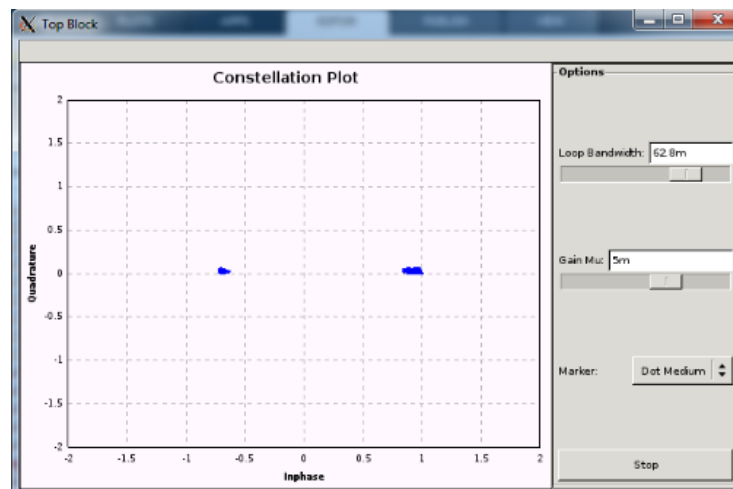 Top Block
Constellation Plot
Options
2
1.5
1
0.5
0
-0.5
-1
-1.5
-2
Quadrature
-2
-1.5
-1
-0.5
0
0.5
1
1.5
2
Inphase
Loop Bandwidth: 62.8m
Gain Mu: 5m
Marker: Dot Medium
Stop